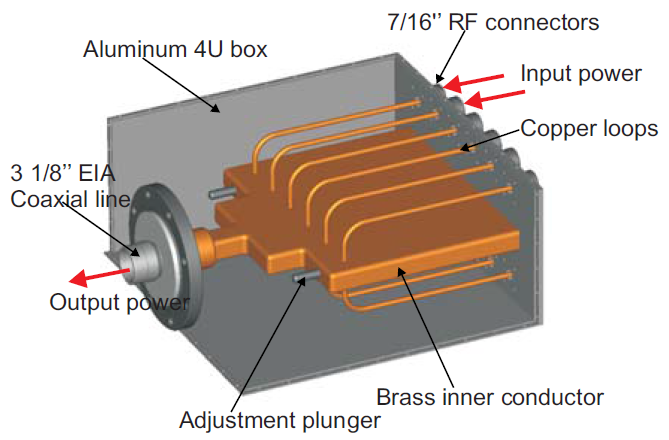 7/16'' RF connectors
Aluminum 4U box
Input power
Copper loops
3 1/8'' EIA
Coaxial line
Output power
Brass inner conductor
Adjustment plunger